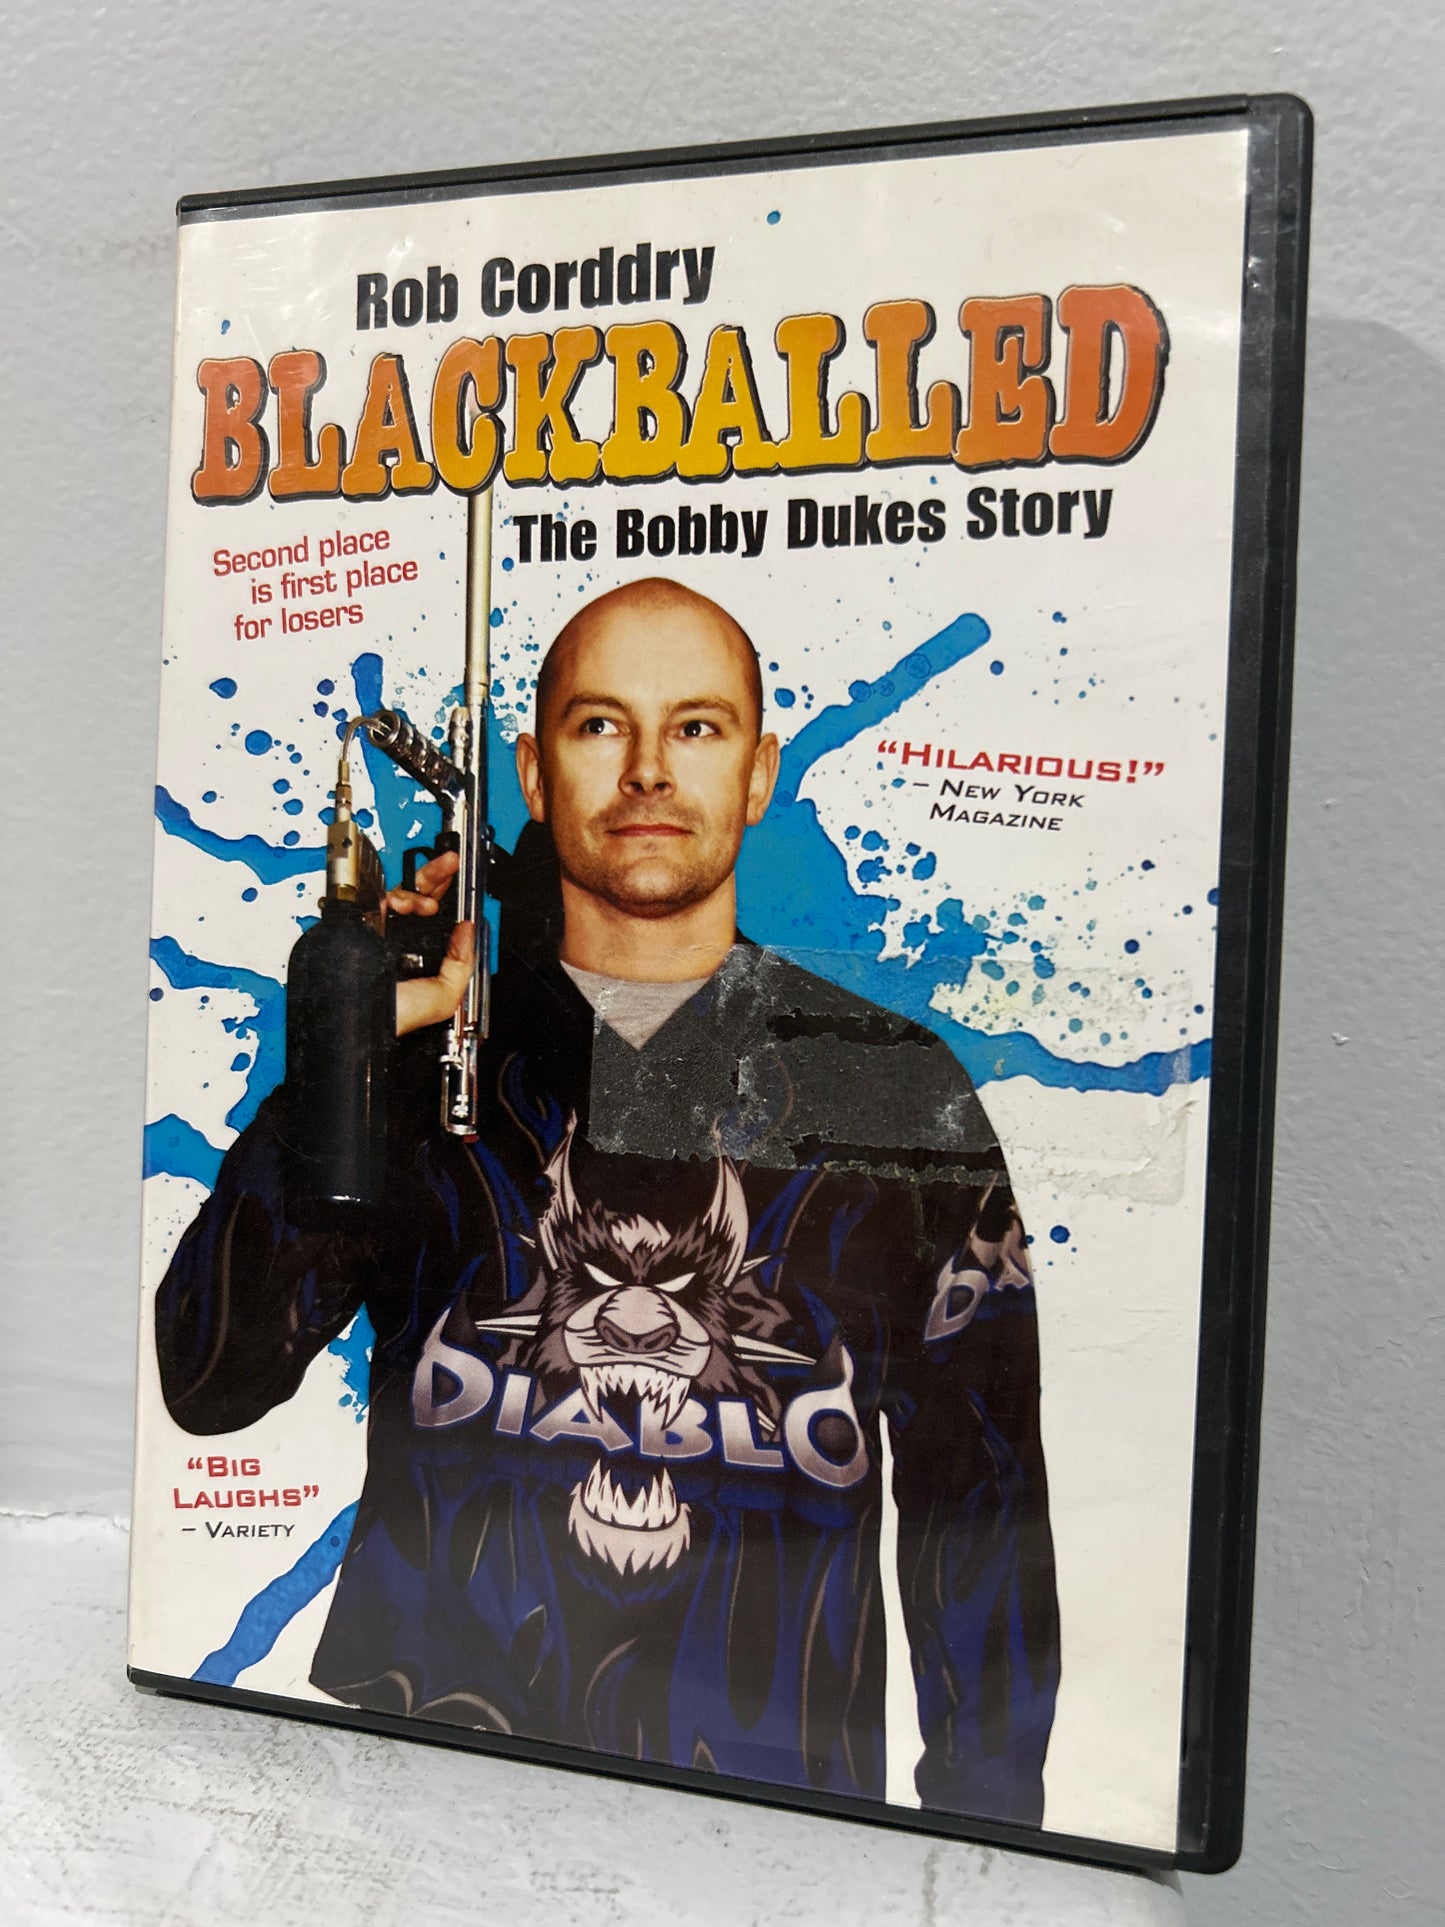 Rob Corddry
BLACKBALLED
The Bobby Dukes Story
Second place
is first place
for losers
“HILARIOUS!”
– NEW YORK
MAGAZINE
DIABLO
DIA
“BIG
LAUGHS”
– VARIETY